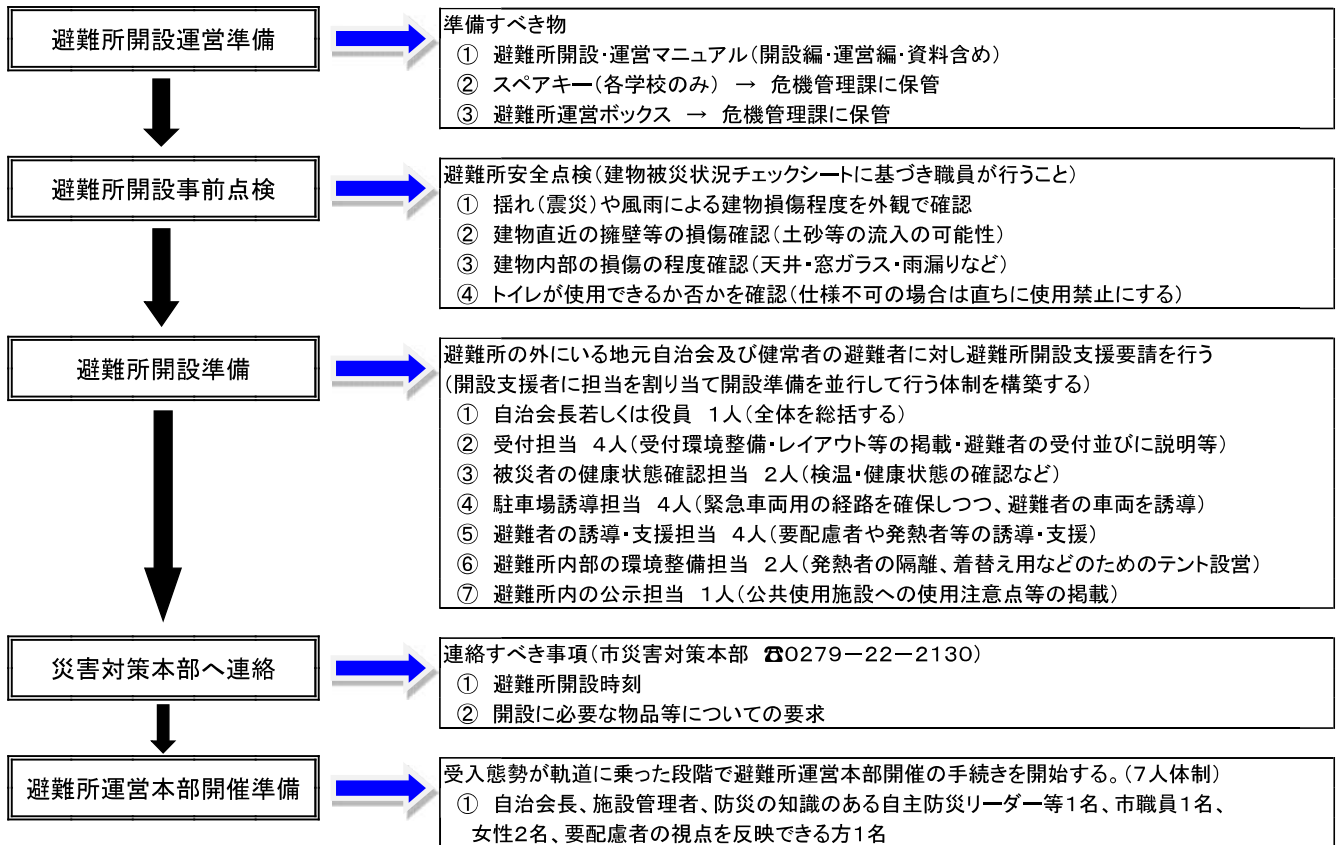 避難所開設運営準備
準備すべき物
① 避難所開設・運営マニュアル（開設編・運営編・資料含め）
② スペアキー（各学校のみ） → 危機管理課に保管
③ 避難所運営ボックス → 危機管理課に保管
避難所開設事前点検
避難所安全点検（建物被災状況チェックシートに基づき職員が行うこと）
① 揺れ（震災）や風雨による建物損傷程度を外観で確認
② 建物直近の擁壁等の損傷確認（土砂等の流入の可能性）
③ 建物内部の損傷の程度確認（天井・窓ガラス・雨漏りなど）
④ トイレが使用できるか否かを確認（仕様不可の場合は直ちに使用禁止にする）
避難所開設準備
避難所の外にいる地元自治会及び健常者の避難者に対し避難所開設支援要請を行う
（開設支援者に担当を割り当て開設準備を並行して行う体制を構築する）
① 自治会長若しくは役員 １人（全体を総括する）
② 受付担当 ４人（受付環境整備・レイアウト等の掲載・避難者の受付並びに説明等）
③ 被災者の健康状態確認担当 ２人（検温・健康状態の確認など）
④ 駐車場誘導担当 ４人（緊急車両用の経路を確保しつつ、避難者の車両を誘導）
⑤ 避難者の誘導・支援担当 ４人（要配慮者や発熱者等の誘導・支援）
⑥ 避難所内部の環境整備担当 ２人（発熱者の隔離、着替え用などのためのテント設営）
⑦ 避難所内の公示担当 １人（公共使用施設への使用注意点等の掲載）
災害対策本部へ連絡
連絡すべき事項（市災害対策本部 ☎０２７９－２２－２１３０）
① 避難所開設時刻
② 開設に必要な物品等についての要求
避難所運営本部開催準備
受入態勢が軌道に乗った段階で避難所運営本部開催の手続きを開始する。（７人体制）
① 自治会長、施設管理者、防災の知識のある自主防災リーダー等１名、市職員１名、
女性２名、要配慮者の視点を反映できる方１名